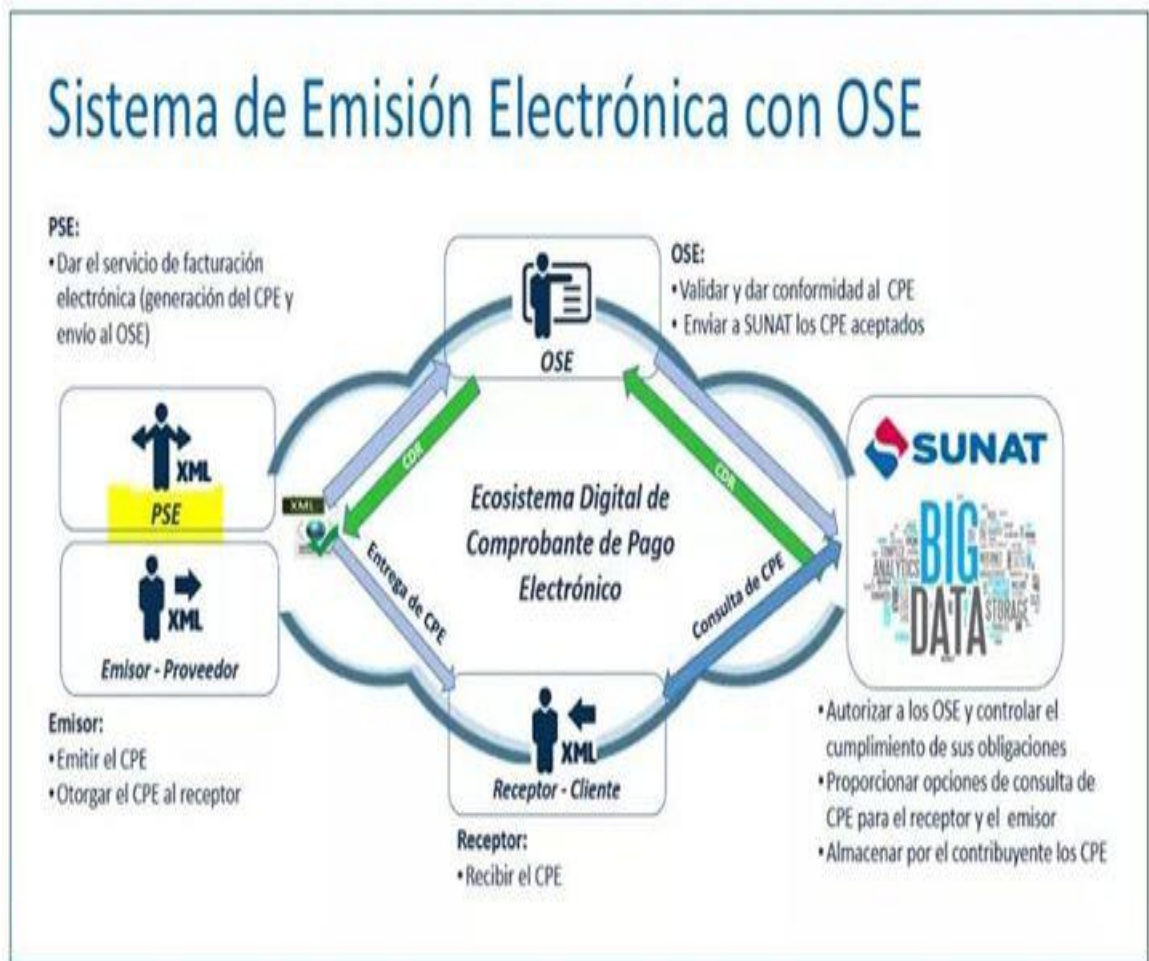 Sistema de Emisión Electrónica con OSE
PSE:
•Dar el servicio de facturación
electrónica (generación del CPE y
envío al OSE)
OSE
OSE:
•Validar y dar conformidad al CPE
• Enviar a SUNAT los CPE aceptados
XML
PSE
XML
Emisor - Proveedor
XML
CDR
CDR
Ecosistema Digital de
Comprobante de Pago
Electrónico
Entrega de CPE
Consulta de CPE
SUNAT
BIG
DATA
ANALYTICS
STORAGE
Emisor:
•Emitir el CPE
•Otorgar el CPE al receptor
XML
Receptor - Cliente
Receptor:
•Recibir el CPE
•Autorizar a los OSE y controlar el
cumplimiento de sus obligaciones
•Proporcionar opciones de consulta de
CPE para el receptor y el emisor
•Almacenar por el contribuyente los CPE